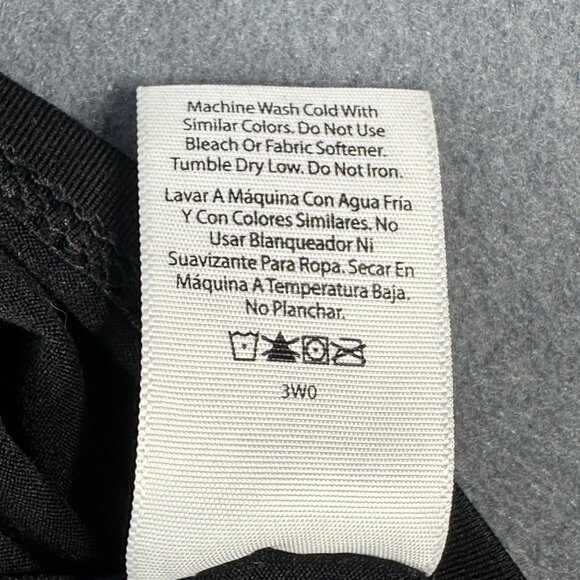 Machine Wash Cold With
Similar Colors. Do Not Use
Bleach Or Fabric Softener.
Tumble Dry Low. Do Not Iron.
Lavar A Máquina Con Agua Fría
Y Con Colores Similares. No
Usar Blanqueador Ni
Suavizante Para Ropa. Secar En
Máquina A Temperatura Baja.
No Planchar.
3W0